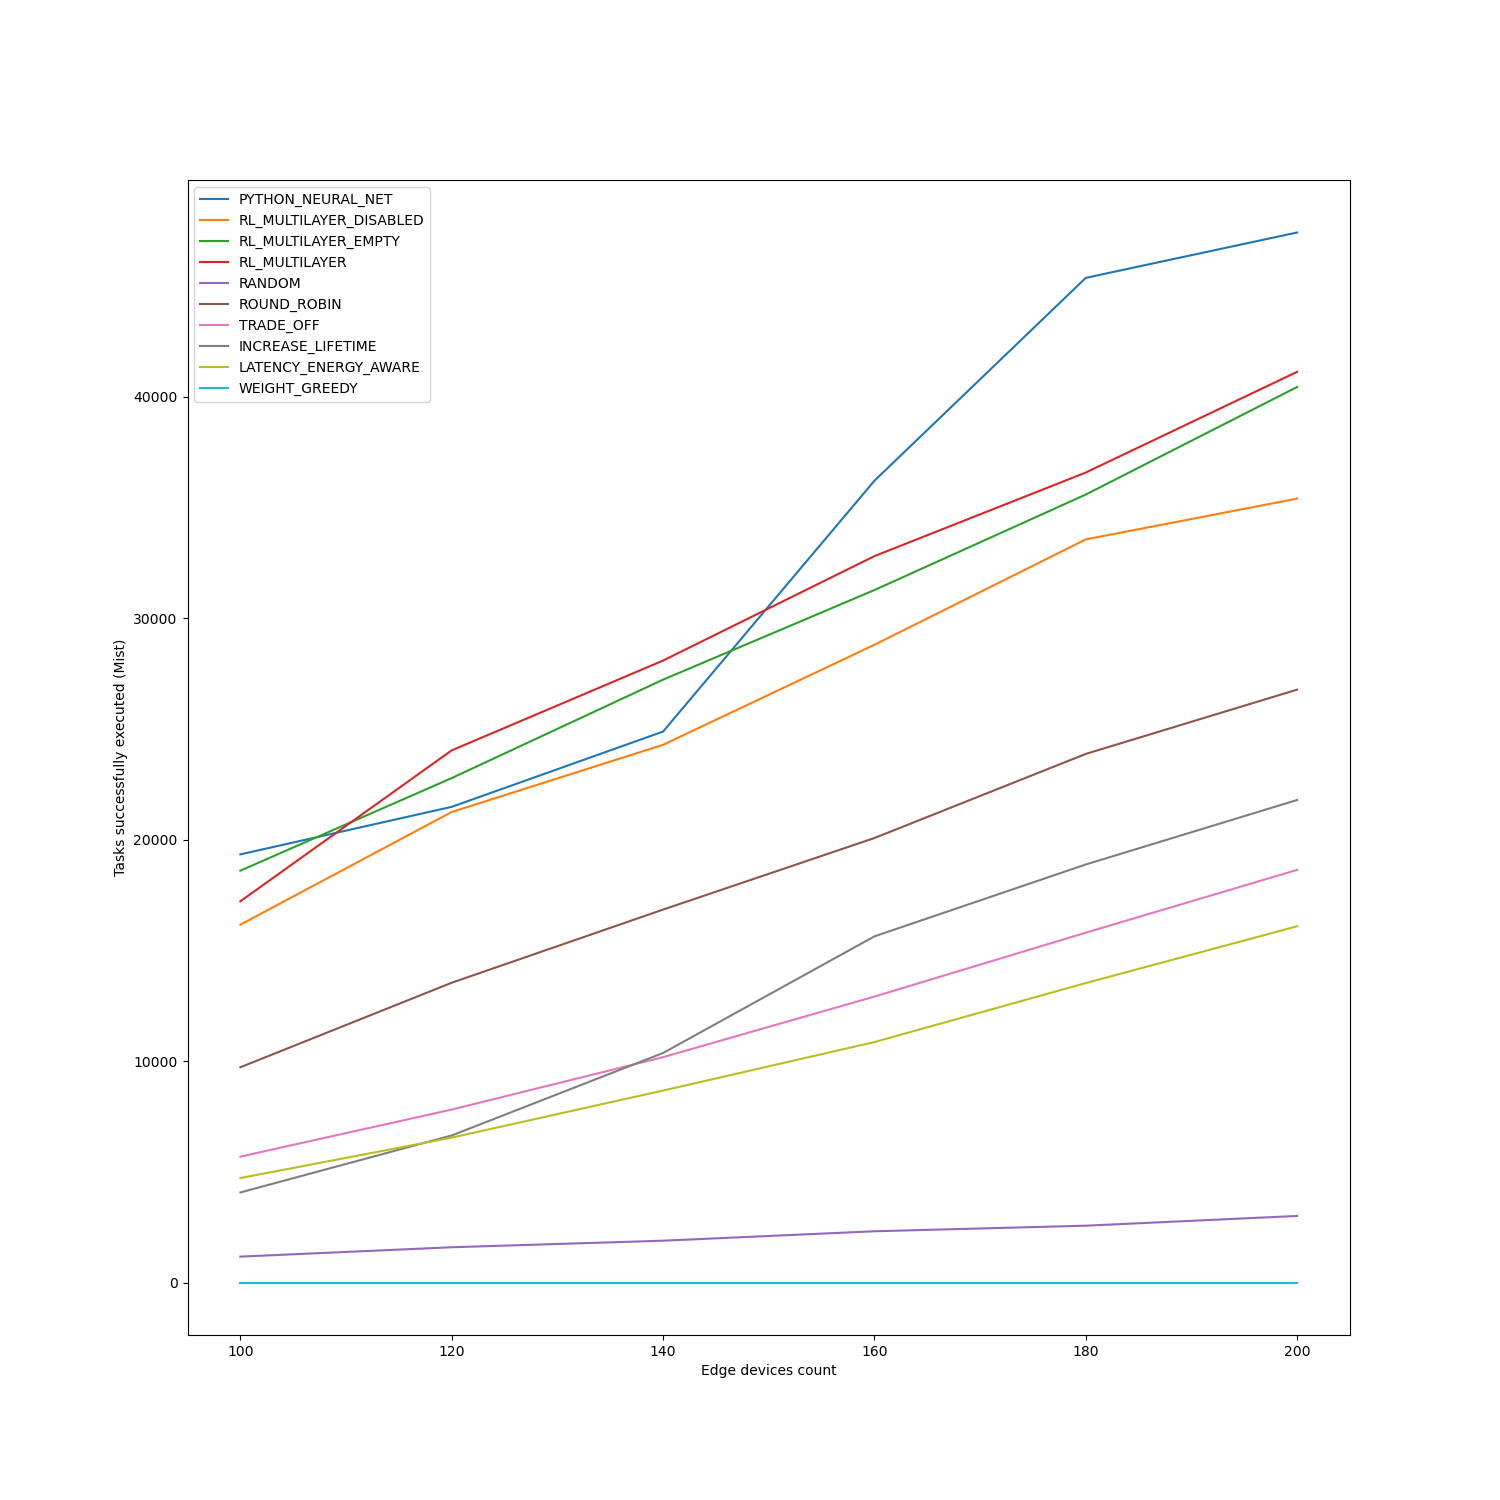 PYTHON_NEURAL_NET
RL_MULTILAYER_DISABLED
RL_MULTILAYER_EMPTY
RL_MULTILAYER
RANDOM
ROUND_ROBIN
TRADE_OFF
INCREASE_LIFETIME
LATENCY_ENERGY_AWARE
WEIGHT_GREEDY
40000
30000
20000
10000
0
Tasks successfully executed (Mist)
100 120 140 160 180 200
Edge devices count